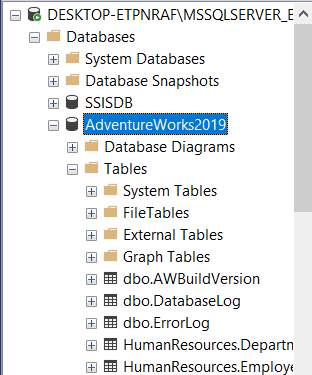 DESKTOP-ETPNRAF\MSSQLSERVER_
Databases
System Databases
Database Snapshots
SSISDB
AdventureWorks2019
Database Diagrams
Tables
System Tables
FileTables
External Tables
Graph Tables
dbo.AWBuildVersion
dbo.DatabaseLog
dbo.ErrorLog
HumanResources.Departm
HumanResources.Employe